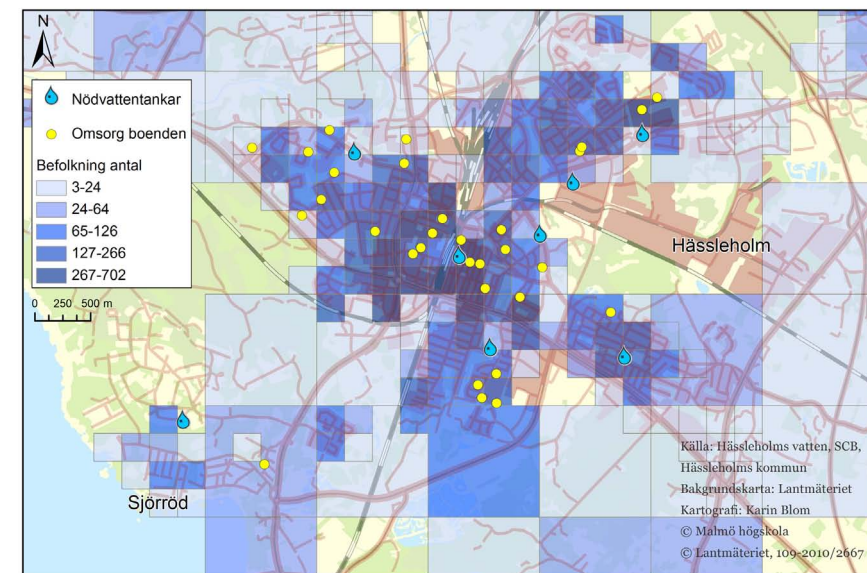 N
Nödvattentankar
Omsorg boenden
Befolkning antal
3-24
24-64
65-126
127-266
267-702
0 250 500 m
Hässleholm
Sjörröd
Källa: Hässleholms vatten, SCB,
Hässleholms kommun
Bakgrundskarta: Lantmäteriet
Kartografi: Karin Blom
© Malmö högskola
© Lantmäteriet, 109-2010/2667